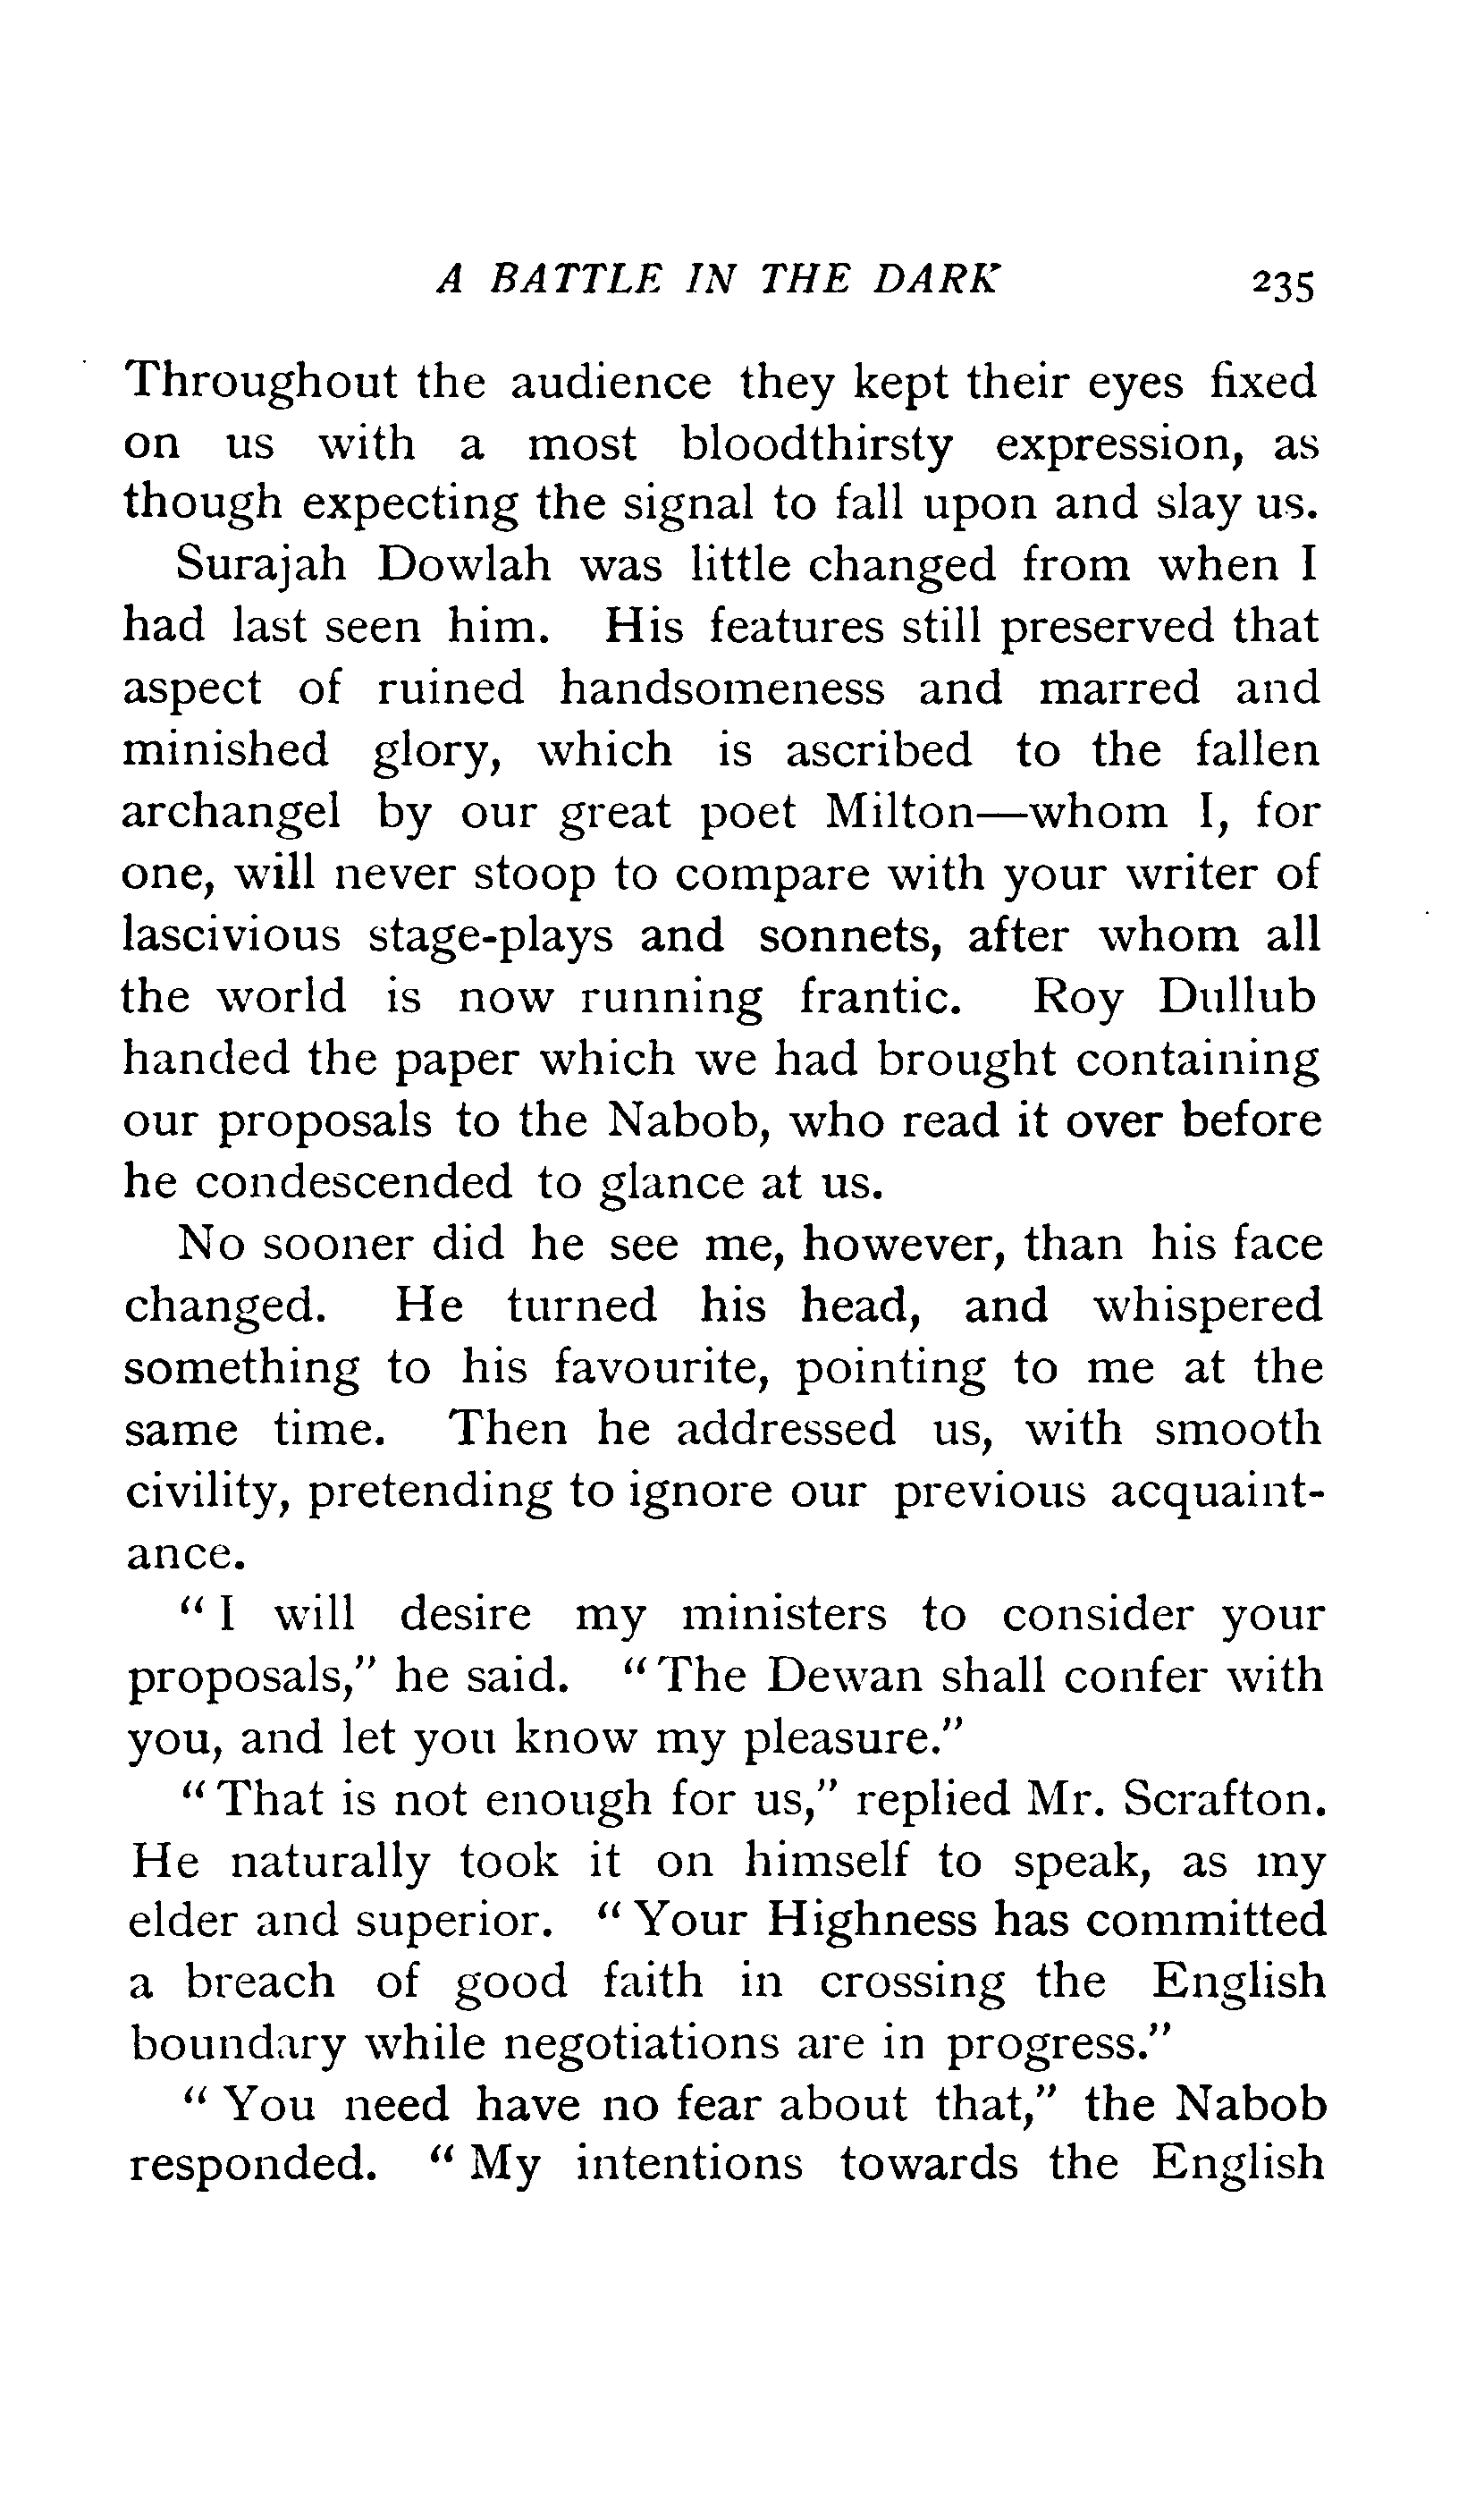 A BATTLE IN THE DARK 235
Throughout the audience they kept their eyes fixed
on us with a most bloodthirsty expression, as
though expecting the signal to fall upon and slay us.
Surajah Dowlah was little changed from when I
had last seen him. His features still preserved that
aspect of ruined handsomeness and marred and
minished glory, which is ascribed to the fallen
archangel by our great poet Milton—whom I, for
one, will never stoop to compare with your writer of
lascivious stage-plays and sonnets, after whom all
the world is now running frantic. Roy Dullub
handed the paper which we had brought containing
our proposals to the Nabob, who read it over before
he condescended to glance at us.
No sooner did he see me, however, than his face
changed. He turned his head, and whispered
something to his favourite, pointing to me at the
same time. Then he addressed us, with smooth
civility, pretending to ignore our previous acquaint-
ance.
"I will desire my ministers to consider your
proposals," he said. "The Dewan shall confer with
you, and let you know my pleasure."
"That is not enough for us," replied Mr. Scrafton.
He naturally took it on himself to speak, as my
elder and superior. "Your Highness has committed
a breach of good faith in crossing the English
boundary while negotiations are in progress."
"You need have no fear about that," the Nabob
responded. "My intentions towards the English